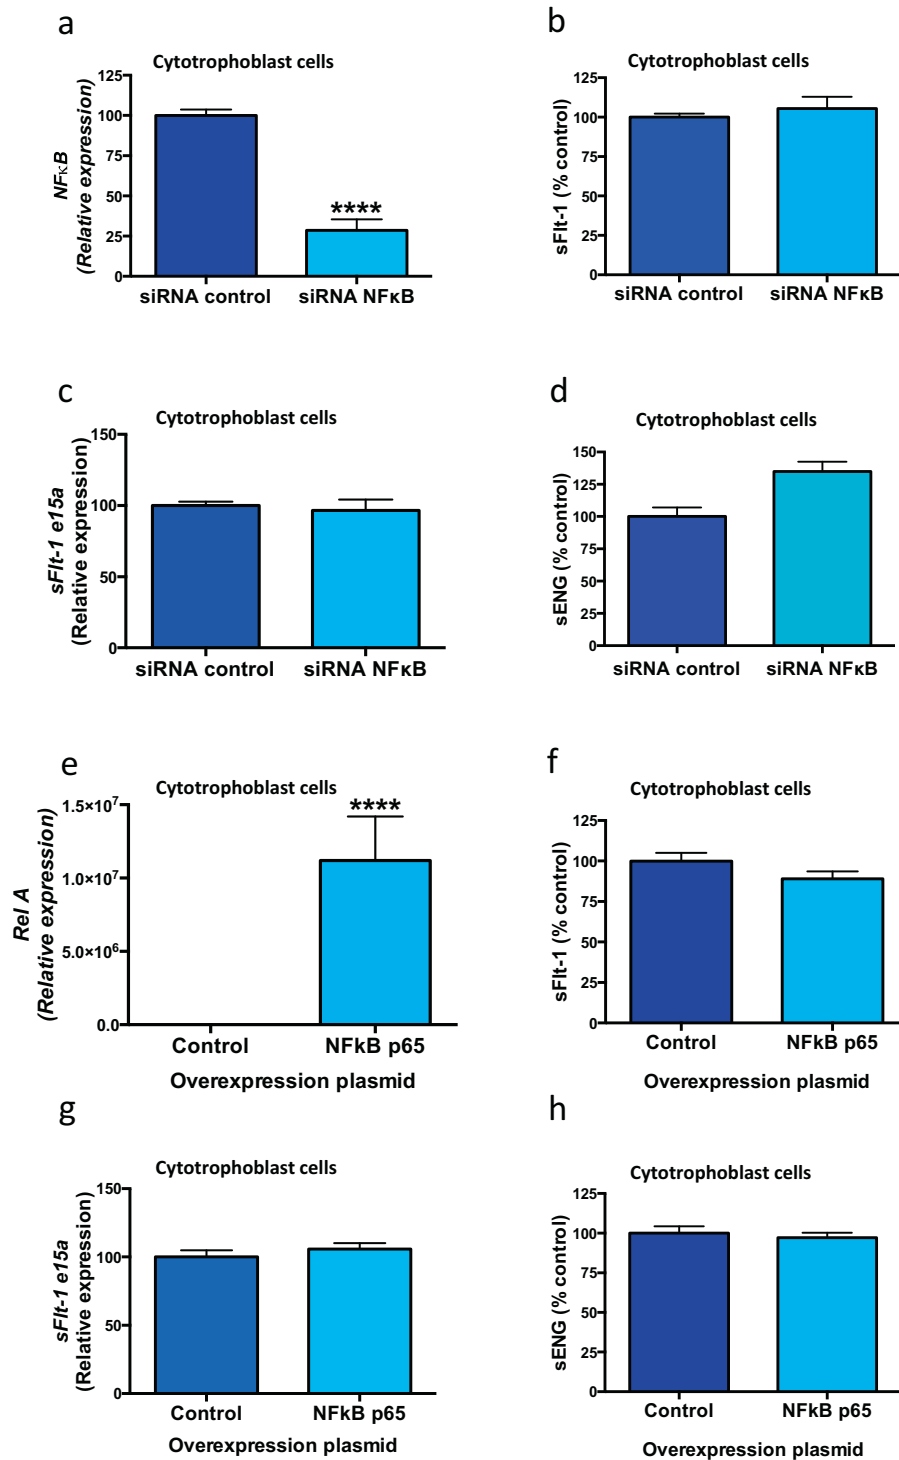 a
Cytotrophoblast cells
NFκB
(Relative expression)
125
100
75
50
25
0
****
siRNA control
siRNA NFκB
b
Cytotrophoblast cells
sFlt-1 (% control)
125
100
75
50
25
0
siRNA control
siRNA NFκB
c
Cytotrophoblast cells
sFlt-1 e15a
(Relative expression)
150
100
50
0
siRNA control
siRNA NFκB
d
Cytotrophoblast cells
sENG (% control)
150
125
100
75
50
25
0
siRNA control
siRNA NFκB
e
Cytotrophoblast cells
Rel A
(Relative expression)
1.5×10⁷
1.0×10⁷
5.0×10⁶
0.0
****
Control
NFkB p65
Overexpression plasmid
f
Cytotrophoblast cells
sFlt-1 (% control)
125
100
75
50
25
0
Control
NFkB p65
Overexpression plasmid
g
Cytotrophoblast cells
sFlt-1 e15a
(Relative expression)
150
100
50
0
Control
NFkB p65
Overexpression plasmid
h
Cytotrophoblast cells
sENG (% control)
125
100
75
50
25
0
Control
NFkB p65
Overexpression plasmid